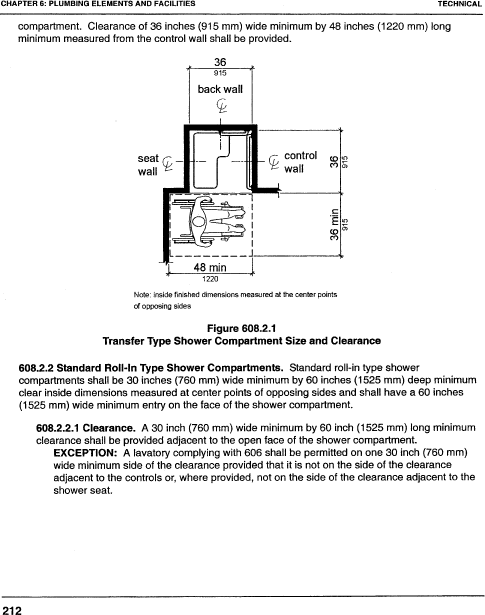 CHAPTER 6: PLUMBING ELEMENTS AND FACILITIES TECHNICAL
compartment. Clearance of 36 inches (915 mm) wide minimum by 48 inches (1220 mm) long
minimum measured from the control wall shall be provided.
36
915
back wall
seat
wall
control
wall
36
915
36 min
915
48 min
1220
Note: inside finished dimensions measured at the center points
of opposing sides
Figure 608.2.1
Transfer Type Shower Compartment Size and Clearance
608.2.2 Standard Roll-In Type Shower Compartments. Standard roll-in type shower
compartments shall be 30 inches (760 mm) wide minimum by 60 inches (1525 mm) deep minimum
clear inside dimensions measured at center points of opposing sides and shall have a 60 inches
(1525 mm) wide minimum entry on the face of the shower compartment.
608.2.2.1 Clearance. A 30 inch (760 mm) wide minimum by 60 inch (1525 mm) long minimum
clearance shall be provided adjacent to the open face of the shower compartment.
EXCEPTION: A lavatory complying with 606 shall be permitted on one 30 inch (760 mm)
wide minimum side of the clearance provided that it is not on the side of the clearance
adjacent to the controls or, where provided, not on the side of the clearance adjacent to the
shower seat.
212